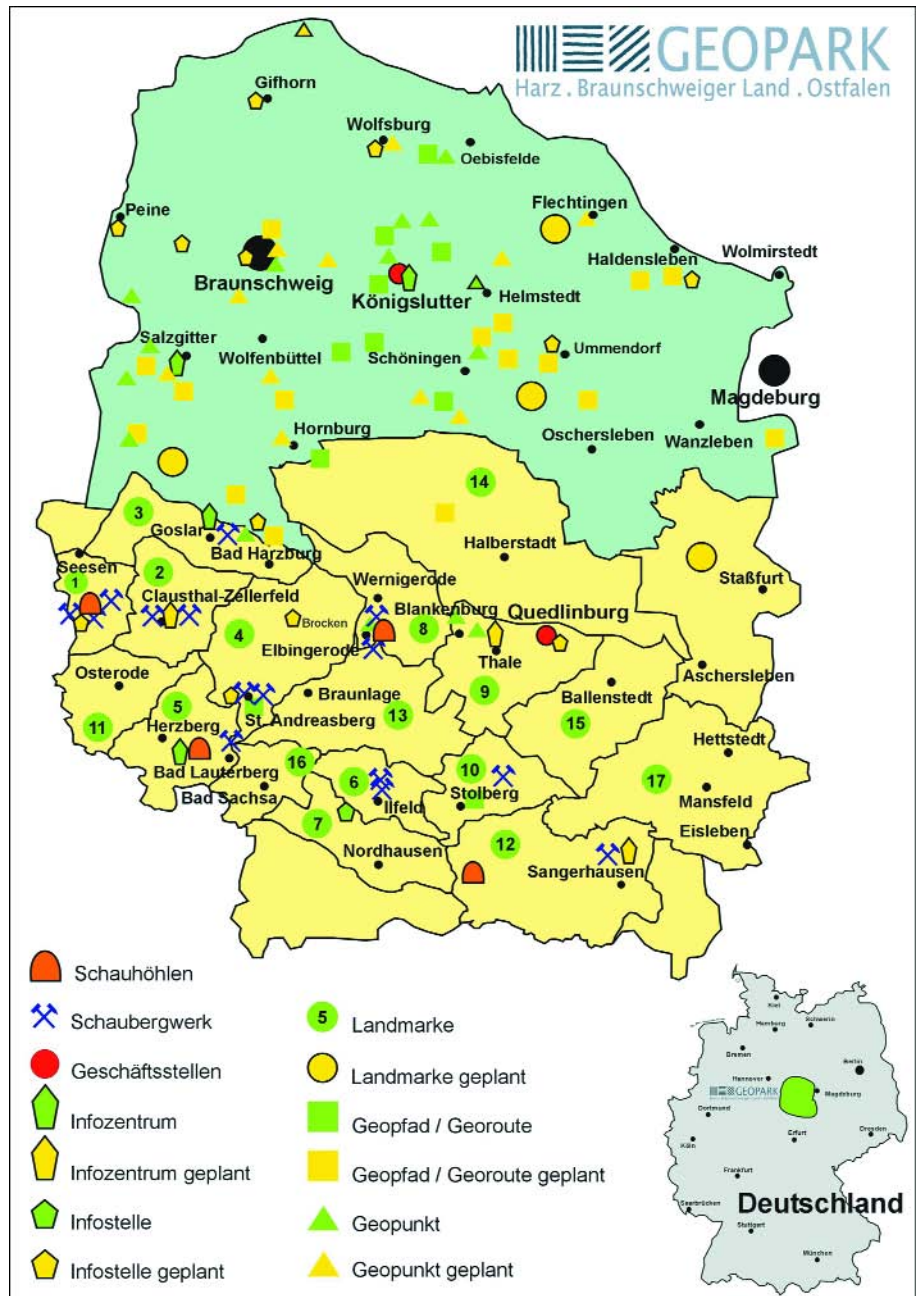 GEOPARK
Harz . Braunschweiger Land . Ostfalen
Gifhorn
Wolfsburg
Oebisfelde
Peine
Flechtingen
Haldensleben
Wolmirstedt
Braunschweig
Königslutter
Helmstedt
Salzgitter
Wolfenbüttel
Schöningen
Ummendorf
Magdeburg
Hornburg
Oschersleben
Wanzleben
14
3
Goslar
Bad Harzburg
Halberstadt
Seesen
1
2
Clausthal-Zellerfeld
Wernigerode
Staßfurt
4
Brocken
Blankenburg
8
Quedlinburg
Elbingerode
Thale
Osterode
Braunlage
9
Ballenstedt
Aschersleben
5
St. Andreasberg
13
15
11
Herzberg
Hettstedt
Bad Lauterberg
16
10
17
Bad Sachsa
6
Ilfeld
Stolberg
Mansfeld
7
Eisleben
Nordhausen
12
Sangerhausen
Schauhöhlen
Schaubergwerk
Geschäftsstellen
Infozentrum
Infozentrum geplant
Infostelle
Infostelle geplant
5 Landmarke
Landmarke geplant
Geopfad / Georoute
Geopfad / Georoute geplant
Geopunkt
Geopunkt geplant
Kiel
Hamburg
Schwerin
Bremen
Berlin
Hannover
GEOPARK
Magdeburg
Dortmund
Köln
Erfurt
Dresden
Frankfurt
Saarbrücken
Deutschland
Stuttgart
München